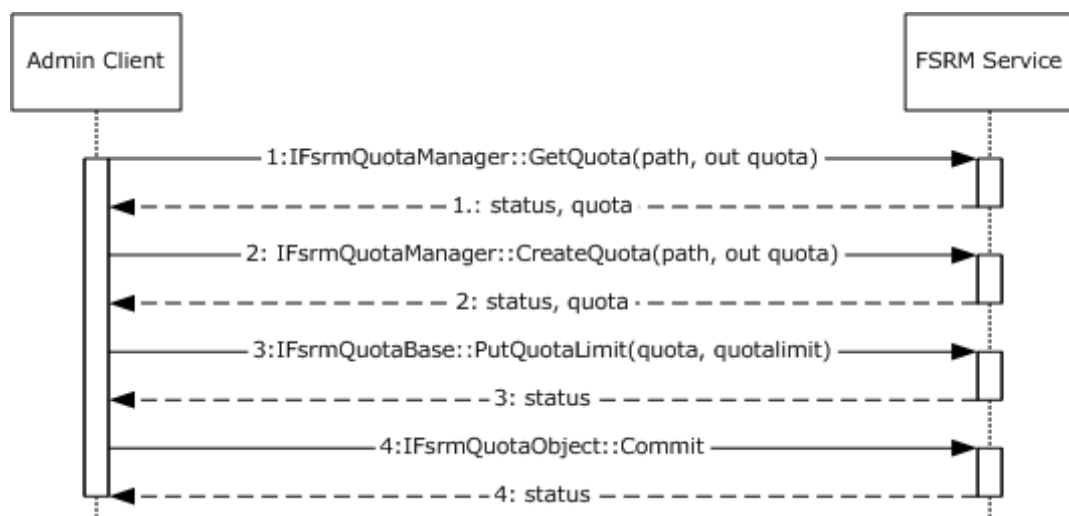 Admin Client
FSRM Service
1:IFsrmQuotaManager::GetQuota(path, out quota)
1.: status, quota
2: IFsrmQuotaManager::CreateQuota(path, out quota)
2: status, quota
3:IFsrmQuotaBase::PutQuotaLimit(quota, quotalimit)
3: status
4:IFsrmQuotaObject::Commit
4: status